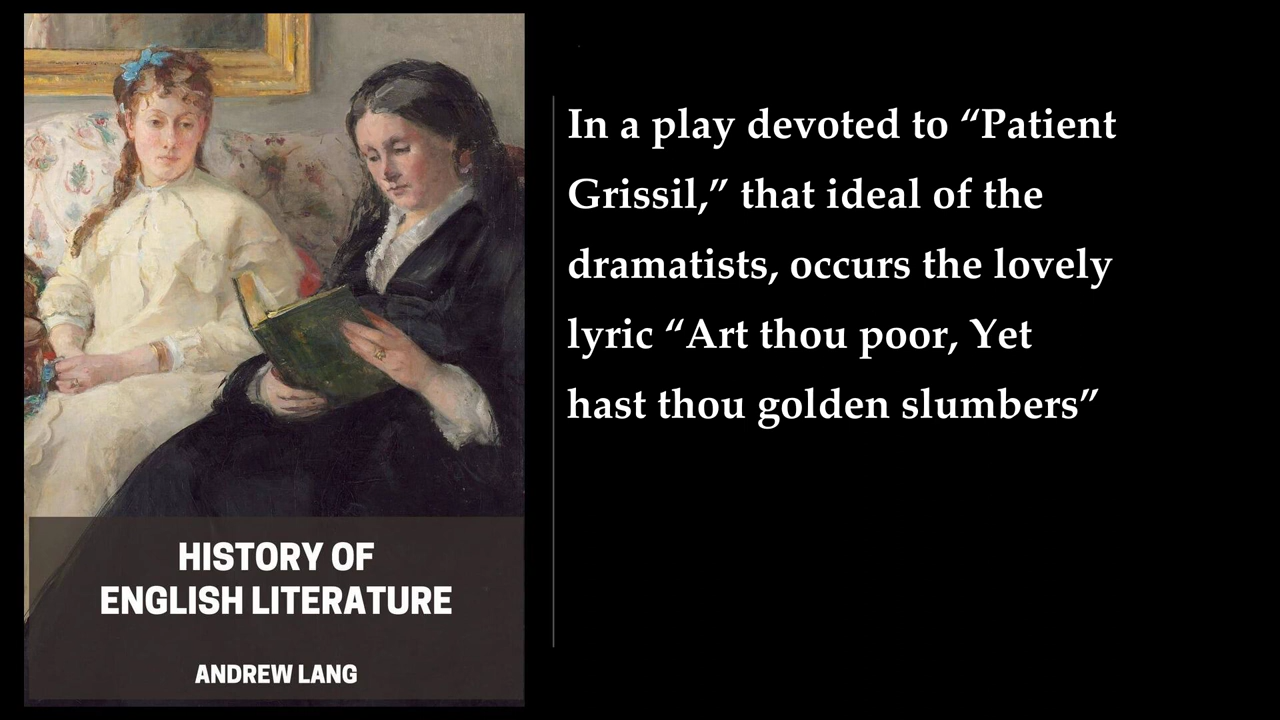 In a play devoted to “Patient
Grissil,” that ideal of the
dramatists, occurs the lovely
lyric “Art thou poor, Yet
hast thou golden slumbers”
HISTORY OF
ENGLISH LITERATURE
ANDREW LANG